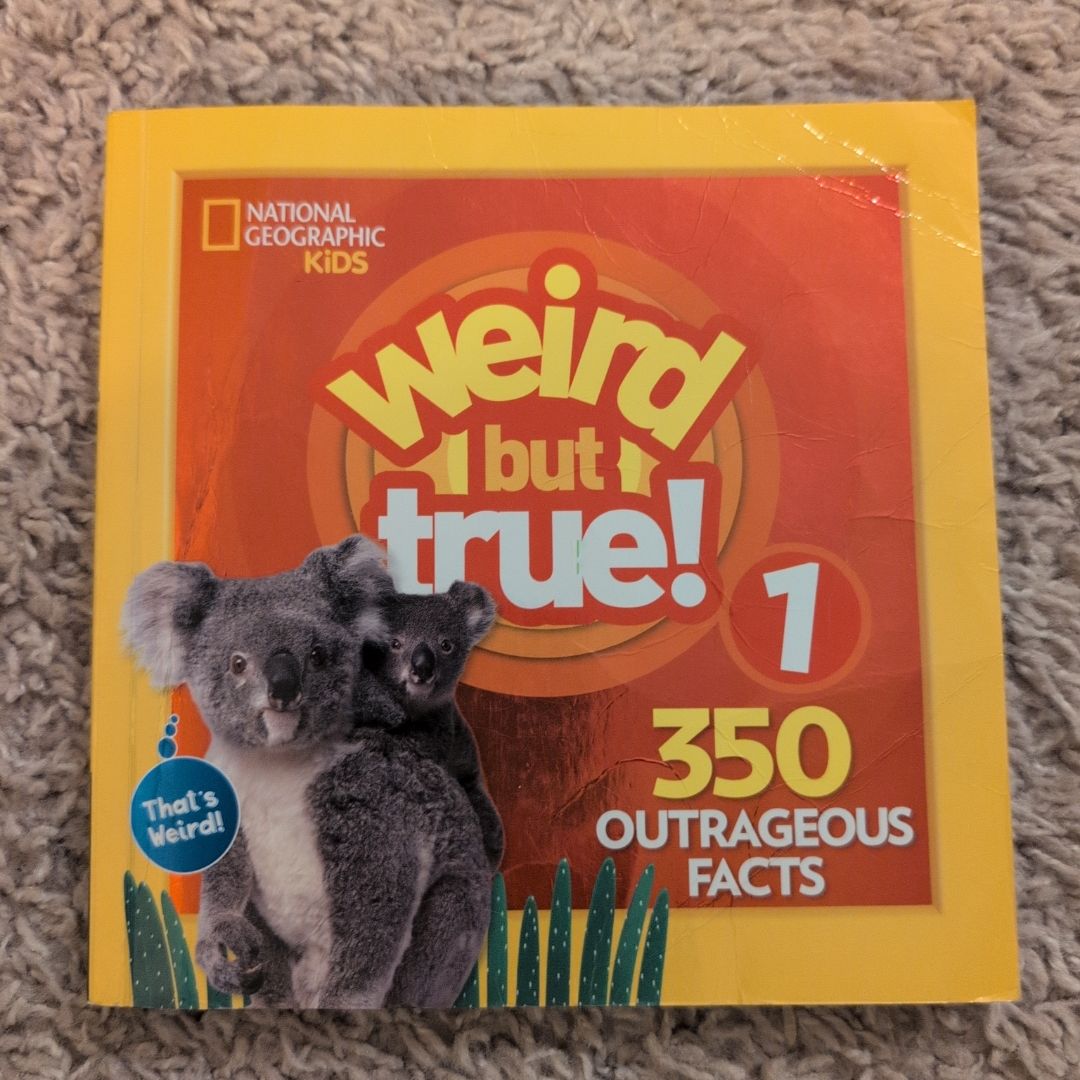 NATIONAL
GEOGRAPHIC
KiDS
weird
but
true!
1
350
OUTRAGEOUS
FACTS
That's
Weird!